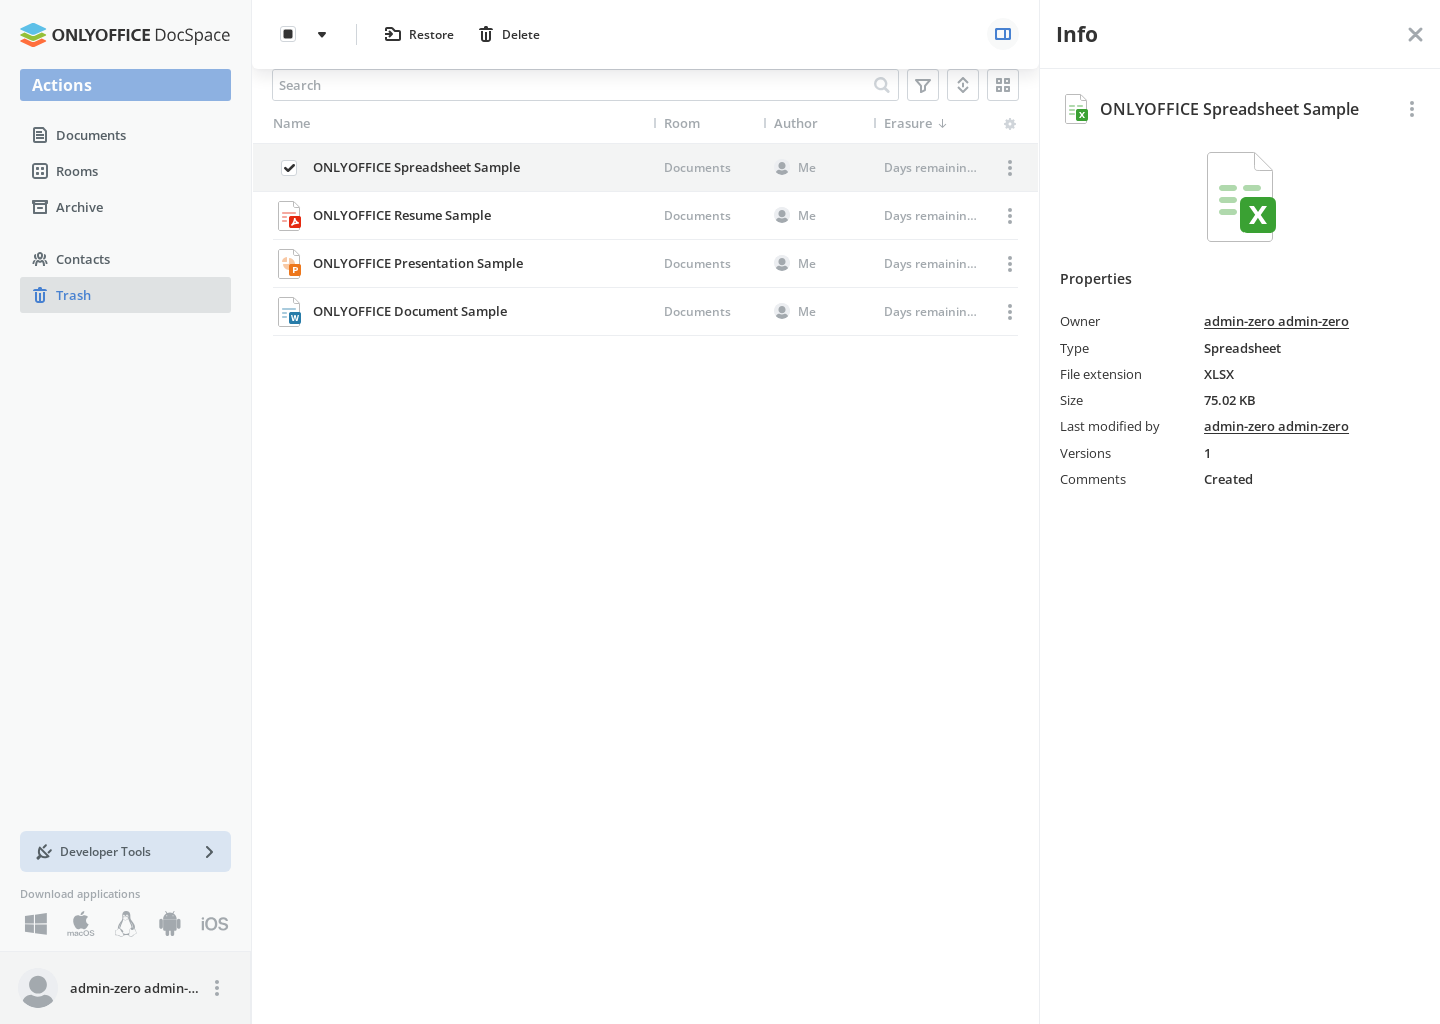 ONLYOFFICE DocSpace
Actions
Documents
Rooms
Archive
Contacts
Trash
Developer Tools
Download applications
macOS
iOS
admin-zero admin-...
Restore
Delete
Search
Name
Room
Author
Erasure
ONLYOFFICE Spreadsheet Sample
Documents
Me
Days remainin...
ONLYOFFICE Resume Sample
Documents
Me
Days remainin...
P
ONLYOFFICE Presentation Sample
Documents
Me
Days remainin...
W
ONLYOFFICE Document Sample
Documents
Me
Days remainin...
Info
X
ONLYOFFICE Spreadsheet Sample
X
Properties
Owner admin-zero admin-zero
Type Spreadsheet
File extension XLSX
Size 75.02 KB
Last modified by admin-zero admin-zero
Versions 1
Comments Created